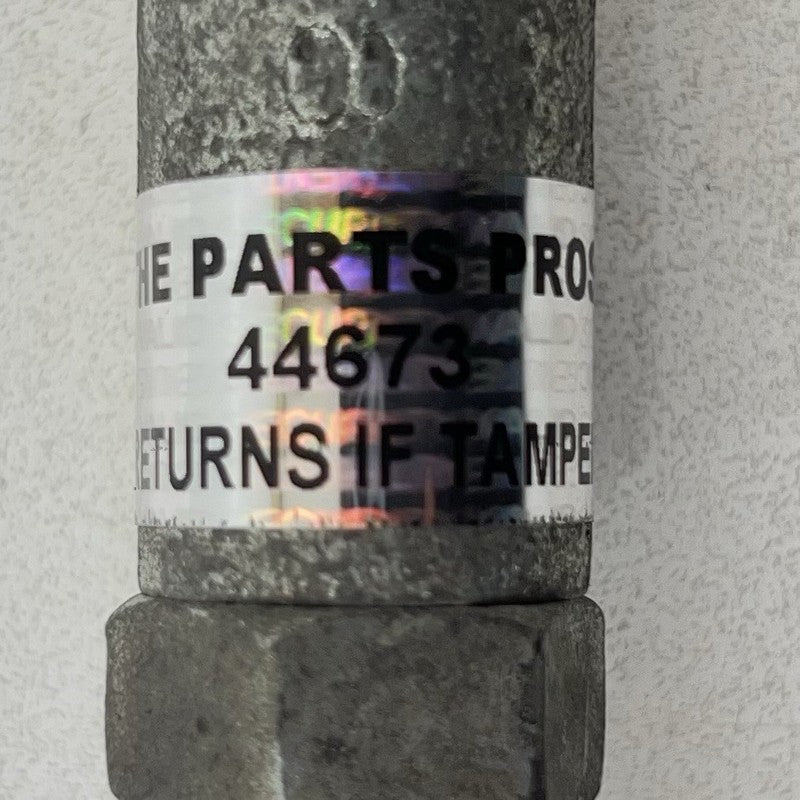 THE PARTS PROS
44673
RETURNS IF TAMPE